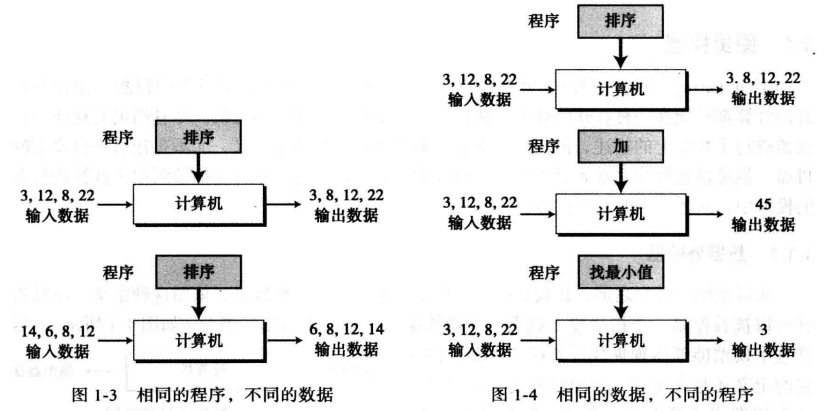 程序 排序
3, 12, 8, 22 计算机 3, 8, 12, 22
输入数据 输出数据
程序 排序
14, 6, 8, 12 计算机 6, 8, 12, 14
输入数据 输出数据
图 1-3 相同的程序，不同的数据
程序 排序
3, 12, 8, 22 计算机 3. 8, 12, 22
输入数据 输出数据
程序 加
3, 12, 8, 22 计算机 45
输入数据 输出数据
程序 找最小值
3, 12, 8, 22 计算机 3
输入数据 输出数据
图 1-4 相同的数据，不同的程序